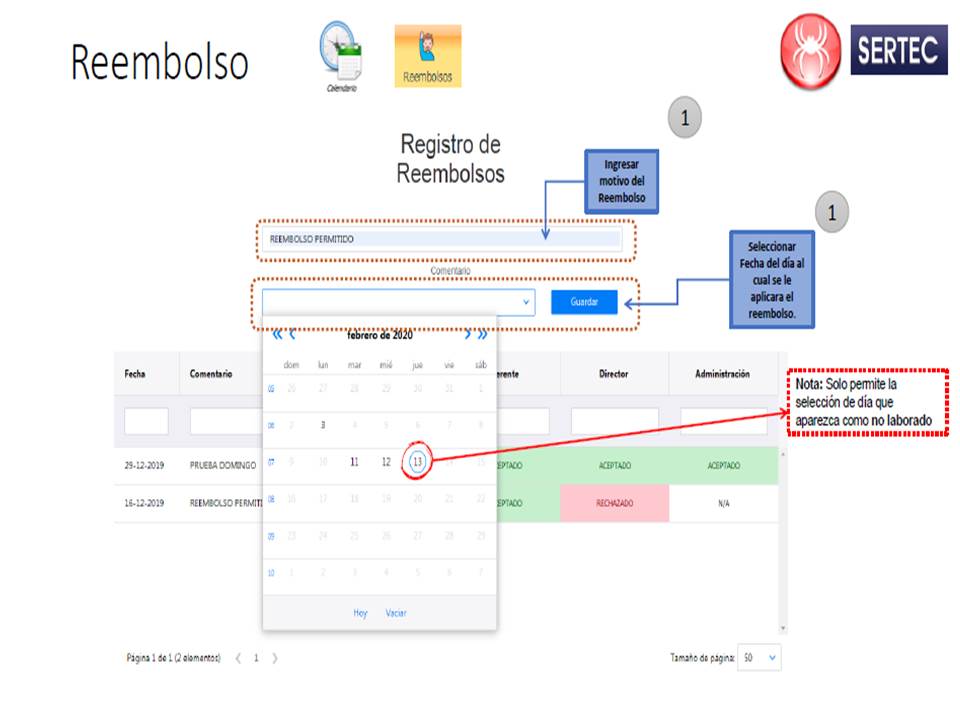 Reembolso
Calendario
Reembolsos
SERTEC
1
Registro de
Reembolsos
Ingresar
motivo del
Reembolso
1
REEMBOLSO PERMITIDO
Seleccionar
Fecha del día al
cual se le
aplicara el
reembolso.
Comentario
Guardar
febrero de 2020
dom lun mar mié jue vie sáb
05 26 27 28 29 30 31 1
06 2 3 4 5 6 7 8
07 9 10 11 12 13 14 15
08 16 17 18 19 20 21 22
09 23 24 25 26 27 28 29
10 1 2 3 4 5 6 7
Hoy Vaciar
Fecha Comentario erente Director Administración
Nota: Solo permite la
selección de día que
aparezca como no laborado
29-12-2019 PRUEBA DOMINGO CEPTADO ACEPTADO ACEPTADO
16-12-2019 REEMBOLSO PERMITI CEPTADO RECHAZADO N/A
Página 1 de 1 (2 elementos) 1 Tamaño de página: 50